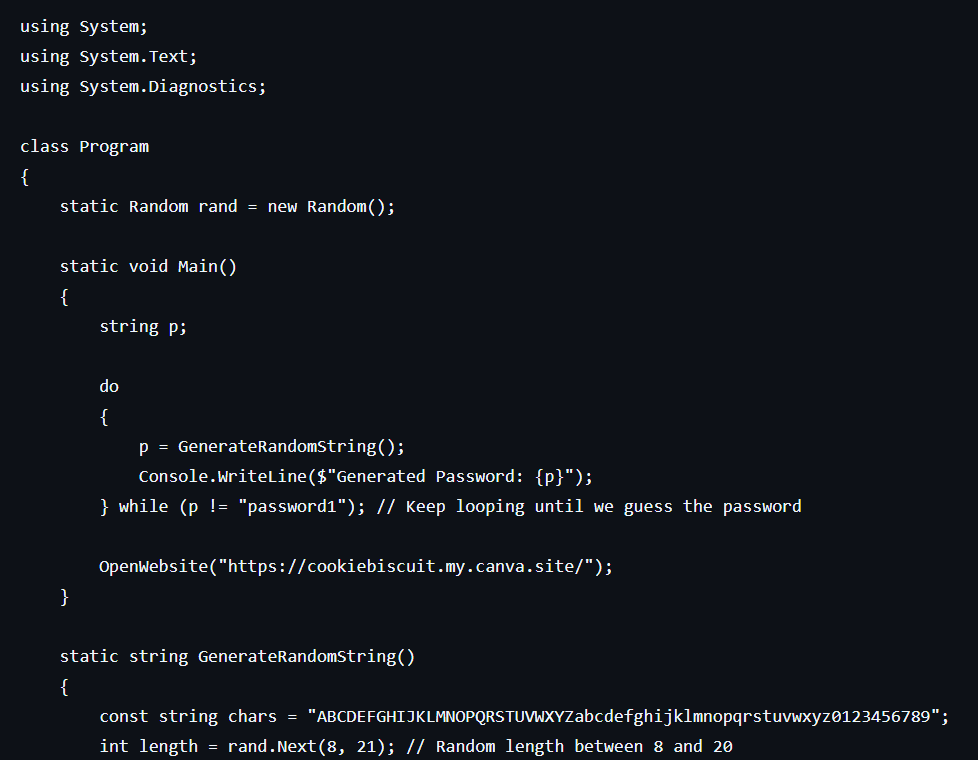 using System;
using System.Text;
using System.Diagnostics;
class Program
{
static Random rand = new Random();
static void Main()
{
string p;
do
{
p = GenerateRandomString();
Console.WriteLine($"Generated Password: {p}");
} while (p != "password1"); // Keep looping until we guess the password
OpenWebsite("https://cookiebiscuit.my.canva.site/");
}
static string GenerateRandomString()
{
const string chars = "ABCDEFGHIJKLMNOPQRSTUVWXYZabcdefghijklmnopqrstuvwxyz0123456789";
int length = rand.Next(8, 21); // Random length between 8 and 20